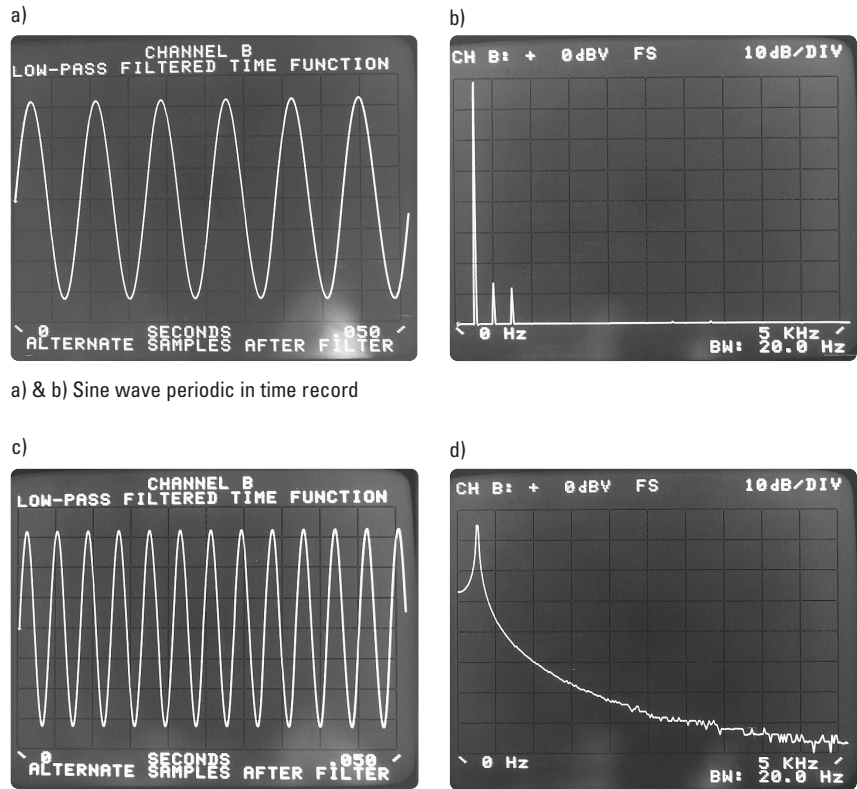 a)
CHANNEL B
LOW-PASS FILTERED TIME FUNCTION
0 SECONDS .050
ALTERNATE SAMPLES AFTER FILTER
b)
CH B: + 0dBV FS 10dB/DIV
0 Hz 5 KHz
BW: 20.0 Hz
a) & b) Sine wave periodic in time record
c)
CHANNEL B
LOW-PASS FILTERED TIME FUNCTION
0 SECONDS .050
ALTERNATE SAMPLES AFTER FILTER
d)
CH B: + 0dBV FS 10dB/DIV
0 Hz 5 KHz
BW: 20.0 Hz